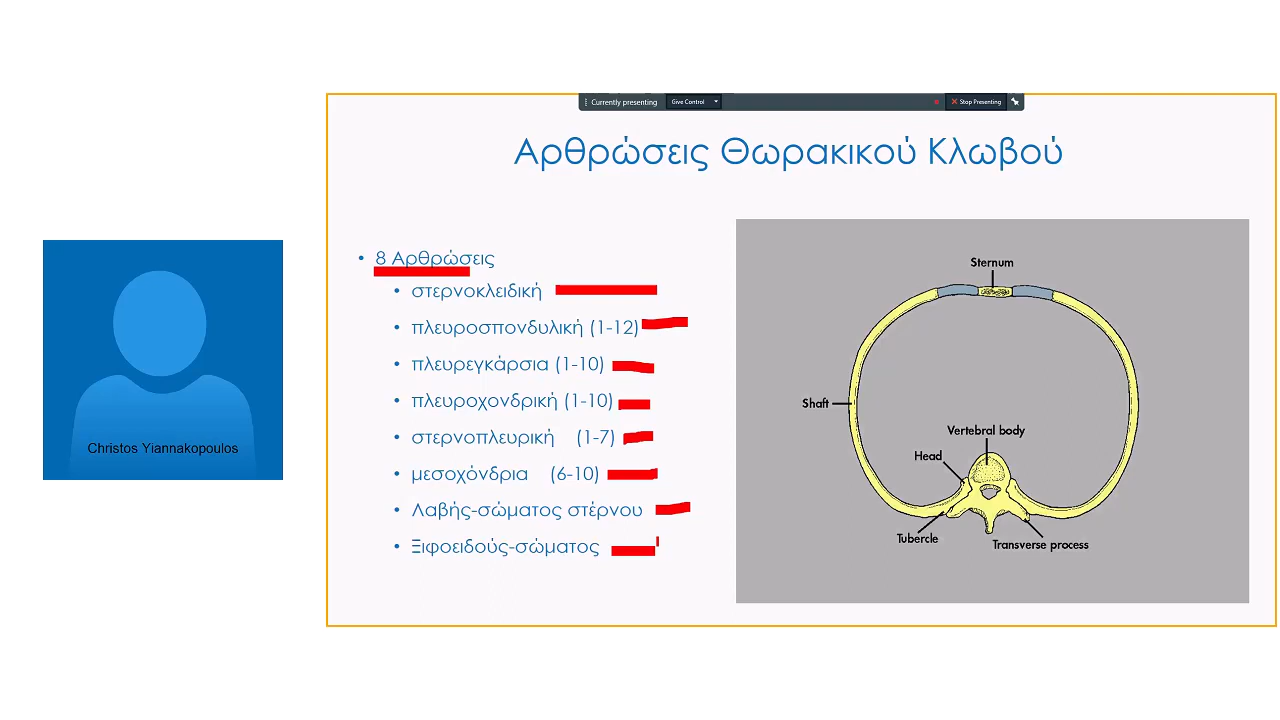 Currently presenting Give Control Stop Presenting
Αρθρώσεις Θωρακικού Κλωβού
• 8 Αρθρώσεις
• στερνοκλειδική
• πλευροσπονδυλική (1-12)
• πλευρεγκάρσια (1-10)
• πλευροχονδρική (1-10)
• στερνοπλευρική (1-7)
• μεσοχόνδρια (6-10)
• Λαβής-σώματος στέρνου
• Ξιφοειδούς-σώματος
Sternum
Shaft
Vertebral body
Head
Tubercle
Transverse process
Christos Yiannakopoulos